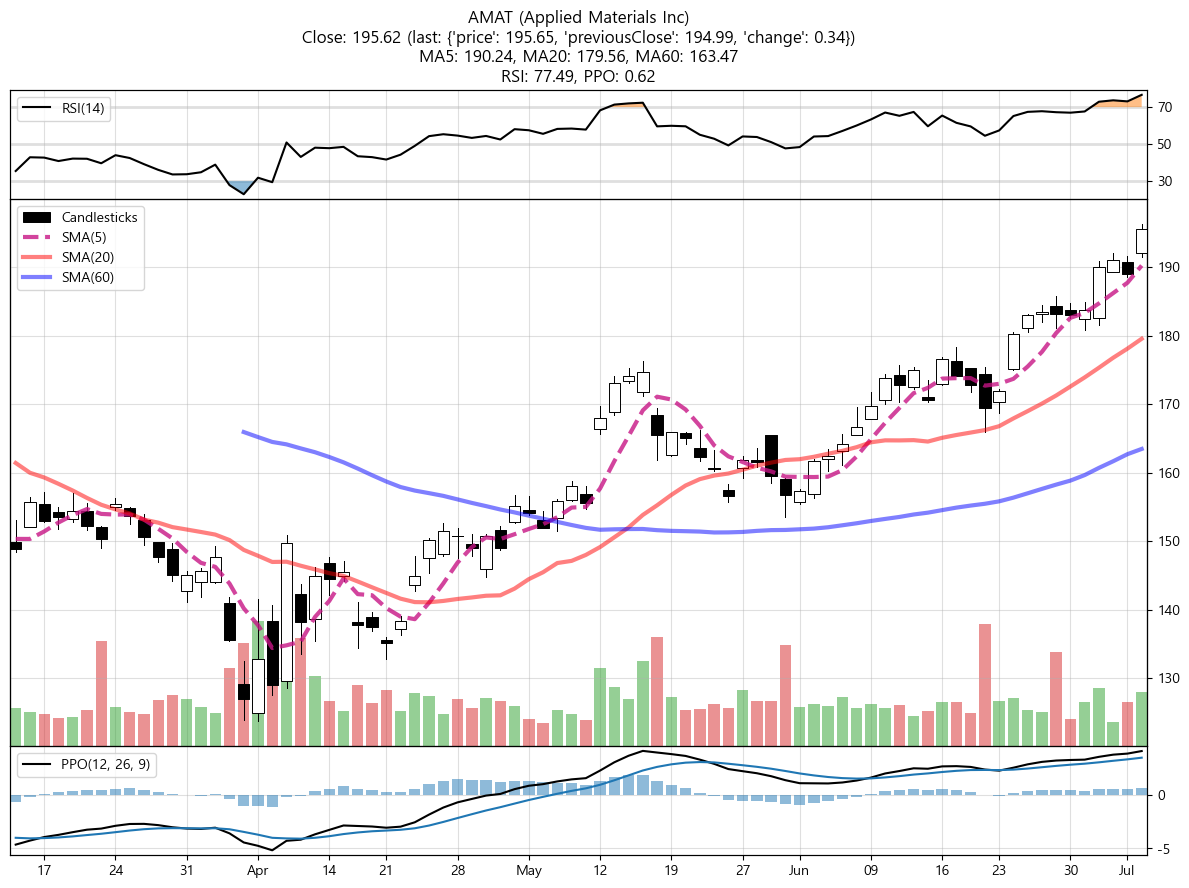 AMAT (Applied Materials Inc)
Close: 195.62 (last: {'price': 195.65, 'previousClose': 194.99, 'change': 0.34})
MA5: 190.24, MA20: 179.56, MA60: 163.47
RSI: 77.49, PPO: 0.62
RSI(14)
70
50
30
Candlesticks
SMA(5)
SMA(20)
SMA(60)
190
180
170
160
150
140
130
PPO(12, 26, 9)
0
-5
17 24 31 Apr 14 21 28 May 12 19 27 Jun 09 16 23 30 Jul